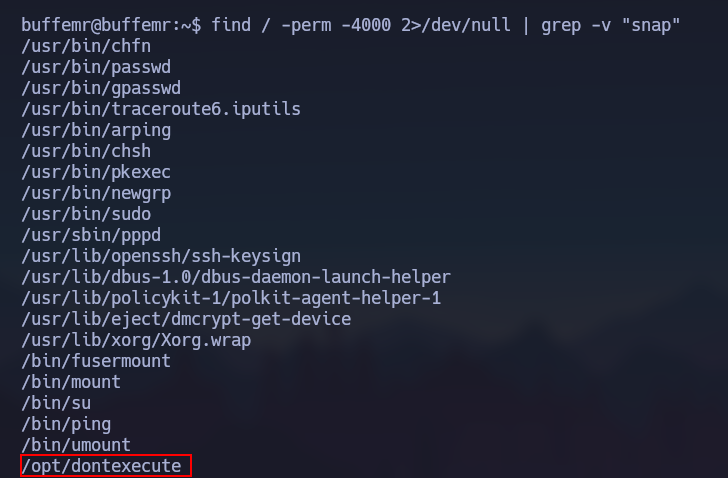 buffemr@buffemr:~$ find / -perm -4000 2>/dev/null | grep -v "snap"
/usr/bin/chfn
/usr/bin/passwd
/usr/bin/gpasswd
/usr/bin/traceroute6.iputils
/usr/bin/arping
/usr/bin/chsh
/usr/bin/pkexec
/usr/bin/newgrp
/usr/bin/sudo
/usr/sbin/pppd
/usr/lib/openssh/ssh-keysign
/usr/lib/dbus-1.0/dbus-daemon-launch-helper
/usr/lib/policykit-1/polkit-agent-helper-1
/usr/lib/eject/dmcrypt-get-device
/usr/lib/xorg/Xorg.wrap
/bin/fusermount
/bin/mount
/bin/su
/bin/ping
/bin/umount
/opt/dontexecute